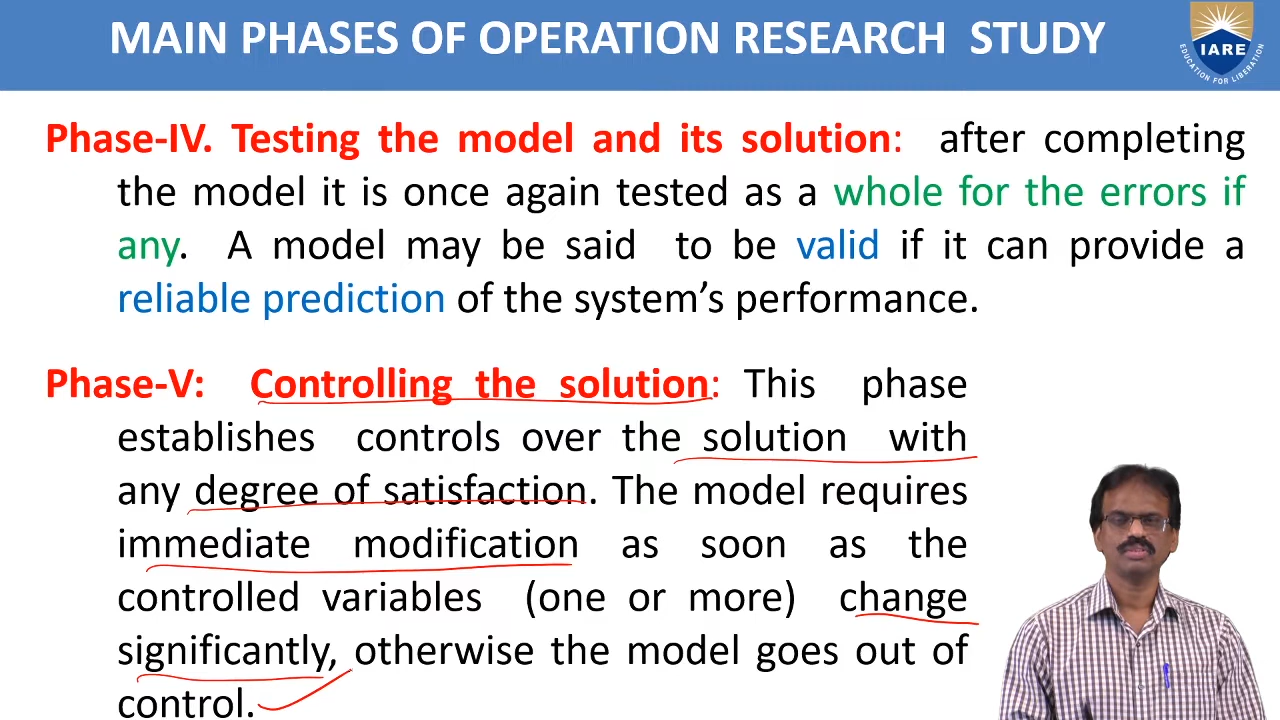 MAIN PHASES OF OPERATION RESEARCH STUDY
IARE
EDUCATION FOR LIBERATION
Phase-IV. Testing the model and its solution: after completing
the model it is once again tested as a whole for the errors if
any. A model may be said to be valid if it can provide a
reliable prediction of the system’s performance.
Phase-V: Controlling the solution: This phase
establishes controls over the solution with
any degree of satisfaction. The model requires
immediate modification as soon as the
controlled variables (one or more) change
significantly, otherwise the model goes out of
control.